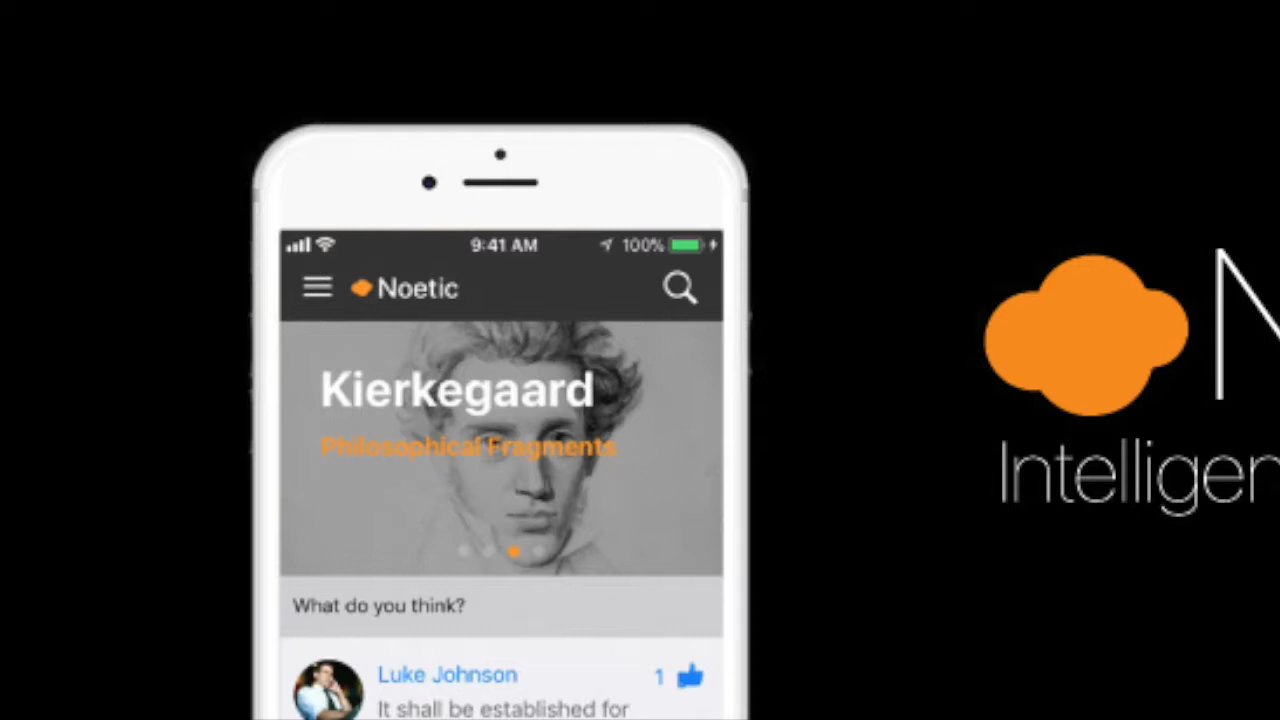 9:41 AM 100%
Noetic
Kierkegaard
Philosophical Fragments
What do you think?
Luke Johnson 1
It shall be established for
N
Intelligen